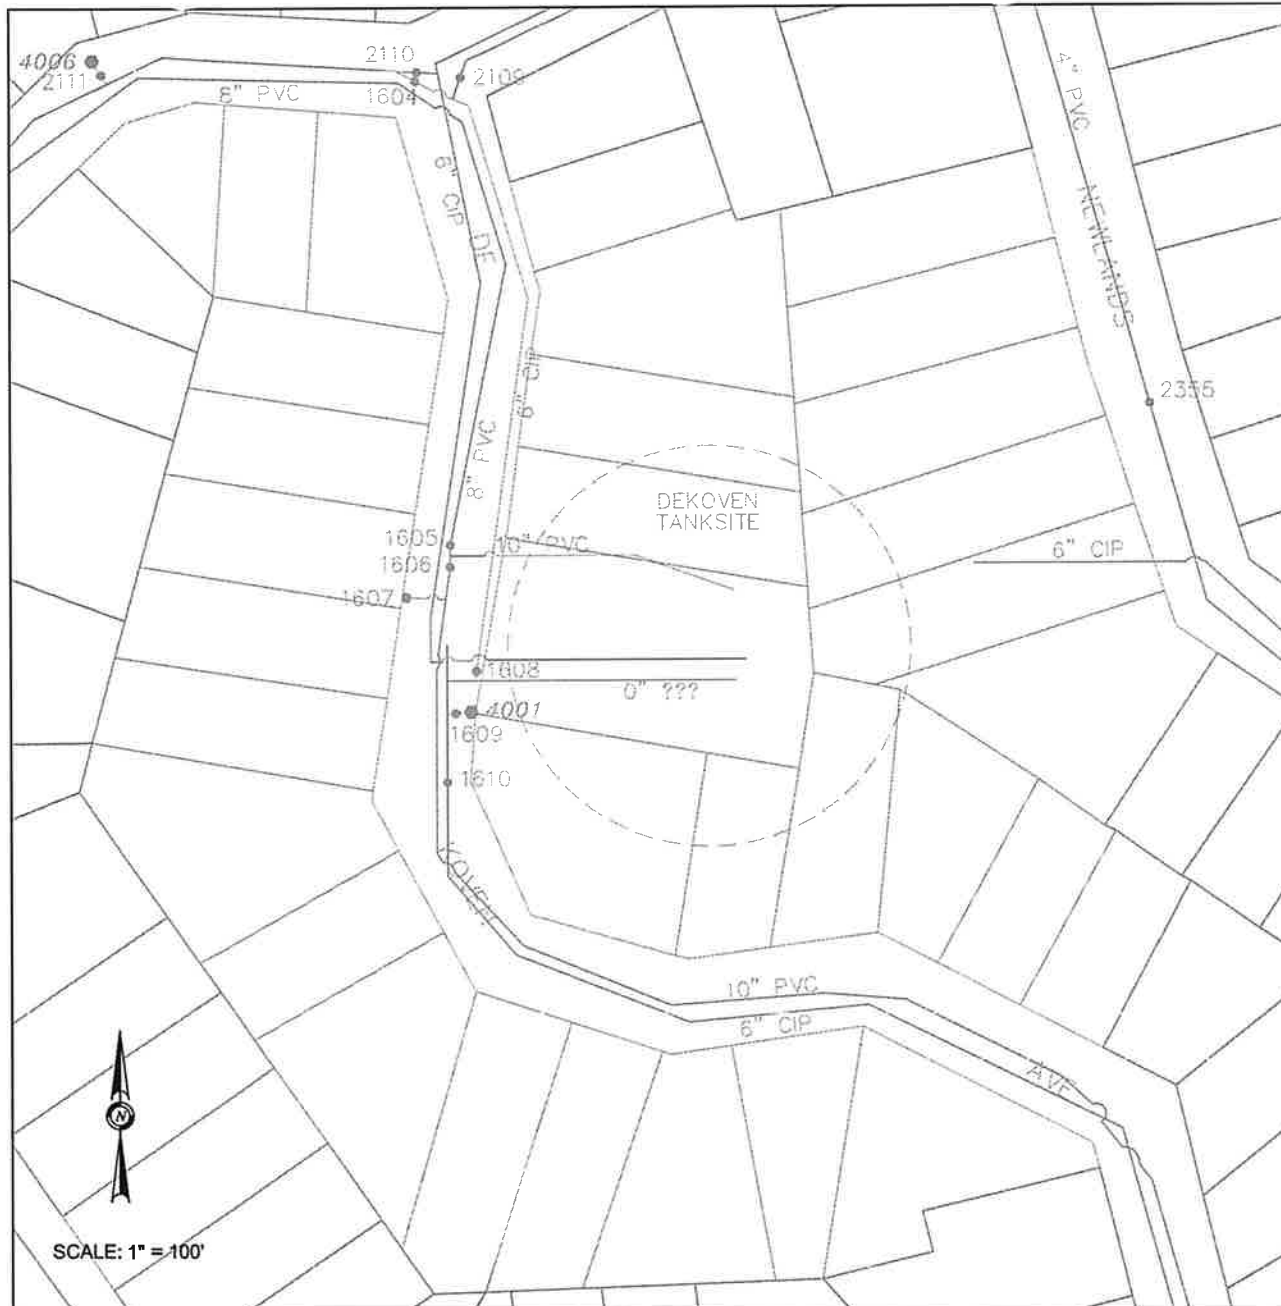 4006
2111
2110
1604
2109
8" PVC
4" PVC
NEWLANDS
6" CIP
DE
6" CIP
8" PVC
2355
DEKOVEN
TANKSITE
1605
10" PVC
1606
6" CIP
1607
1608
0" ???
4001
1609
1610
KOVEN
10" PVC
6" CIP
AVE
N
SCALE: 1" = 100'